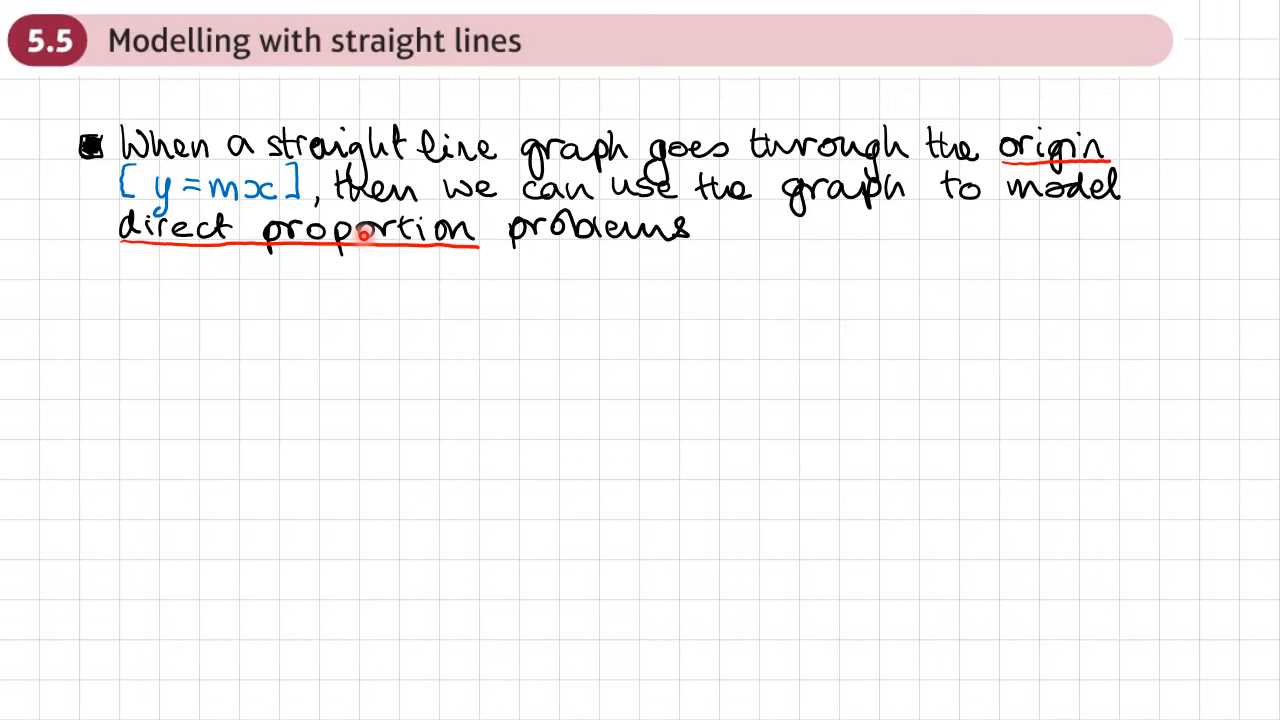 5.5 Modelling with straight lines
When a straight line graph goes through the origin
[y=mx], then we can use the graph to model
direct proportion problems